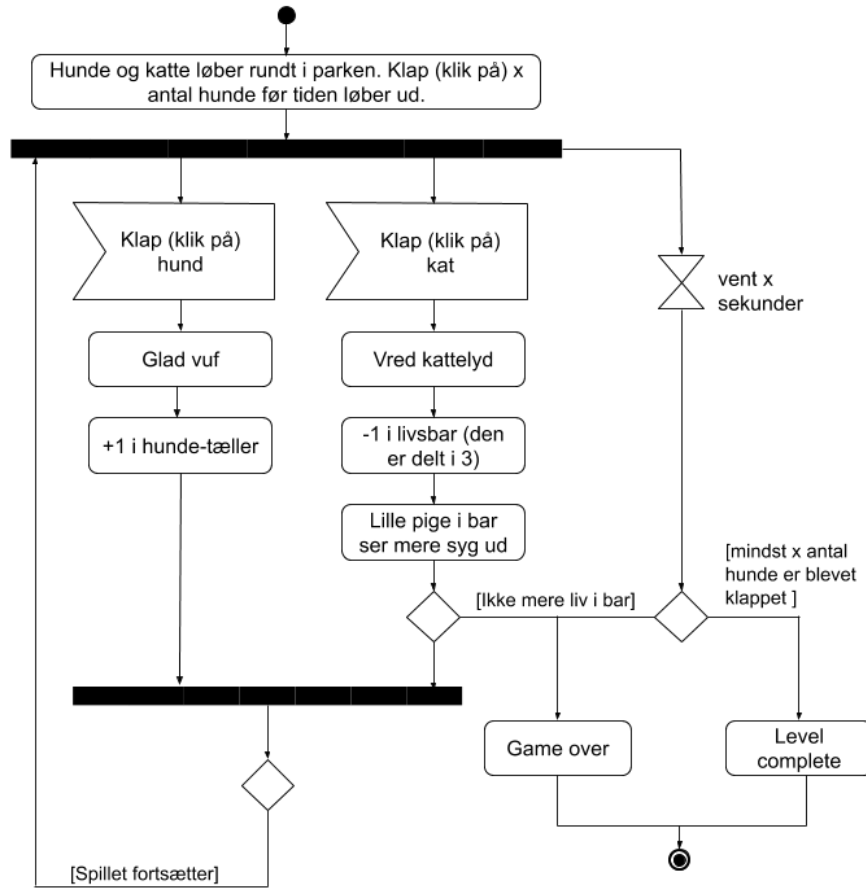 Hunde og katte løber rundt i parken. Klap (klik på) x
antal hunde før tiden løber ud.
Klap (klik på)
hund
Klap (klik på)
kat
vent x
sekunder
Glad vuf
Vred kattelyd
+1 i hunde-tæller
-1 i livsbar (den
er delt i 3)
Lille pige i bar
ser mere syg ud
[Ikke mere liv i bar]
[mindst x antal
hunde er blevet
klappet ]
Game over
Level
complete
[Spillet fortsætter]